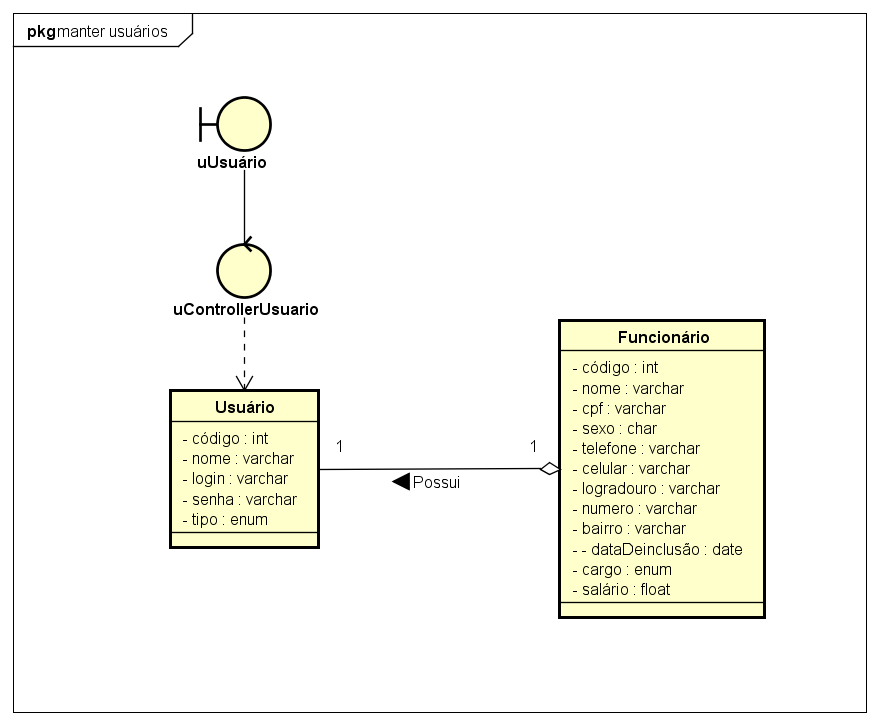 pkg manter usuários
uUsuário
uControllerUsuario
Usuário
- código : int
- nome : varchar
- login : varchar
- senha : varchar
- tipo : enum
1
1
Possui
Funcionário
- código : int
- nome : varchar
- cpf : varchar
- sexo : char
- telefone : varchar
- celular : varchar
- logradouro : varchar
- numero : varchar
- bairro : varchar
- - dataDeinclusão : date
- cargo : enum
- salário : float